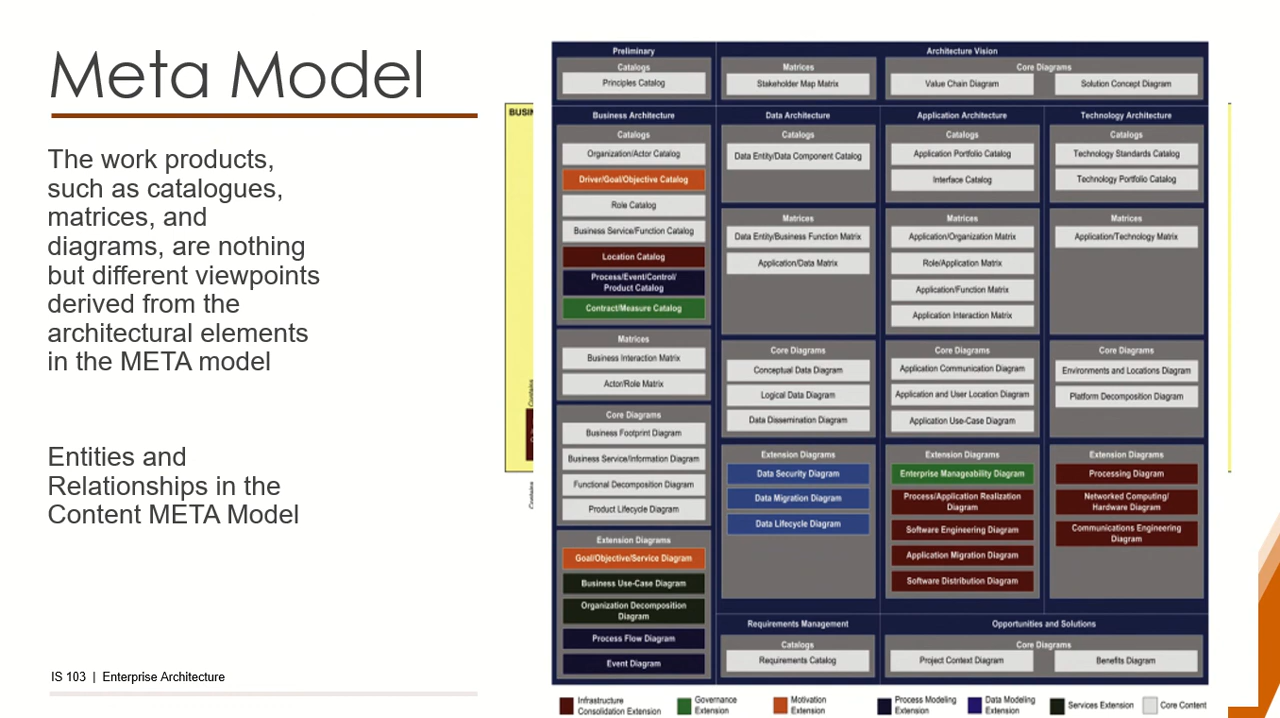 Meta Model
The work products,
such as catalogues,
matrices, and
diagrams, are nothing
but different viewpoints
derived from the
architectural elements
in the META model
Entities and
Relationships in the
Content META Model
IS 103 | Enterprise Architecture
Contains
Contains
Preliminary
Catalogs
Principles Catalog
Architecture Vision
Matrices
Stakeholder Map Matrix
Core Diagrams
Value Chain Diagram
Solution Concept Diagram
Business Architecture
Catalogs
Organization/Actor Catalog
Driver/Goal/Objective Catalog
Role Catalog
Business Service/Function Catalog
Location Catalog
Process/Event/Control/
Product Catalog
Contract/Measure Catalog
Matrices
Business Interaction Matrix
Actor/Role Matrix
Core Diagrams
Business Footprint Diagram
Business Service/Information Diagram
Functional Decomposition Diagram
Product Lifecycle Diagram
Extension Diagrams
Goal/Objective/Service Diagram
Business Use-Case Diagram
Organization Decomposition
Diagram
Process Flow Diagram
Event Diagram
Data Architecture
Catalogs
Data Entity/Data Component Catalog
Matrices
Data Entity/Business Function Matrix
Application/Data Matrix
Core Diagrams
Conceptual Data Diagram
Logical Data Diagram
Data Dissemination Diagram
Extension Diagrams
Data Security Diagram
Data Migration Diagram
Data Lifecycle Diagram
Application Architecture
Catalogs
Application Portfolio Catalog
Interface Catalog
Matrices
Application/Organization Matrix
Role/Application Matrix
Application/Function Matrix
Application Interaction Matrix
Core Diagrams
Application Communication Diagram
Application and User Location Diagram
Application Use-Case Diagram
Extension Diagrams
Enterprise Manageability Diagram
Process/Application Realization
Diagram
Software Engineering Diagram
Application Migration Diagram
Software Distribution Diagram
Technology Architecture
Catalogs
Technology Standards Catalog
Technology Portfolio Catalog
Matrices
Application/Technology Matrix
Core Diagrams
Environments and Locations Diagram
Platform Decomposition Diagram
Extension Diagrams
Processing Diagram
Networked Computing/
Hardware Diagram
Communications Engineering
Diagram
Requirements Management
Catalogs
Requirements Catalog
Opportunities and Solutions
Core Diagrams
Project Context Diagram
Benefits Diagram
Infrastructure
Consolidation Extension
Governance
Extension
Motivation
Extension
Process Modeling
Extension
Data Modeling
Extension
Services Extension
Core Content